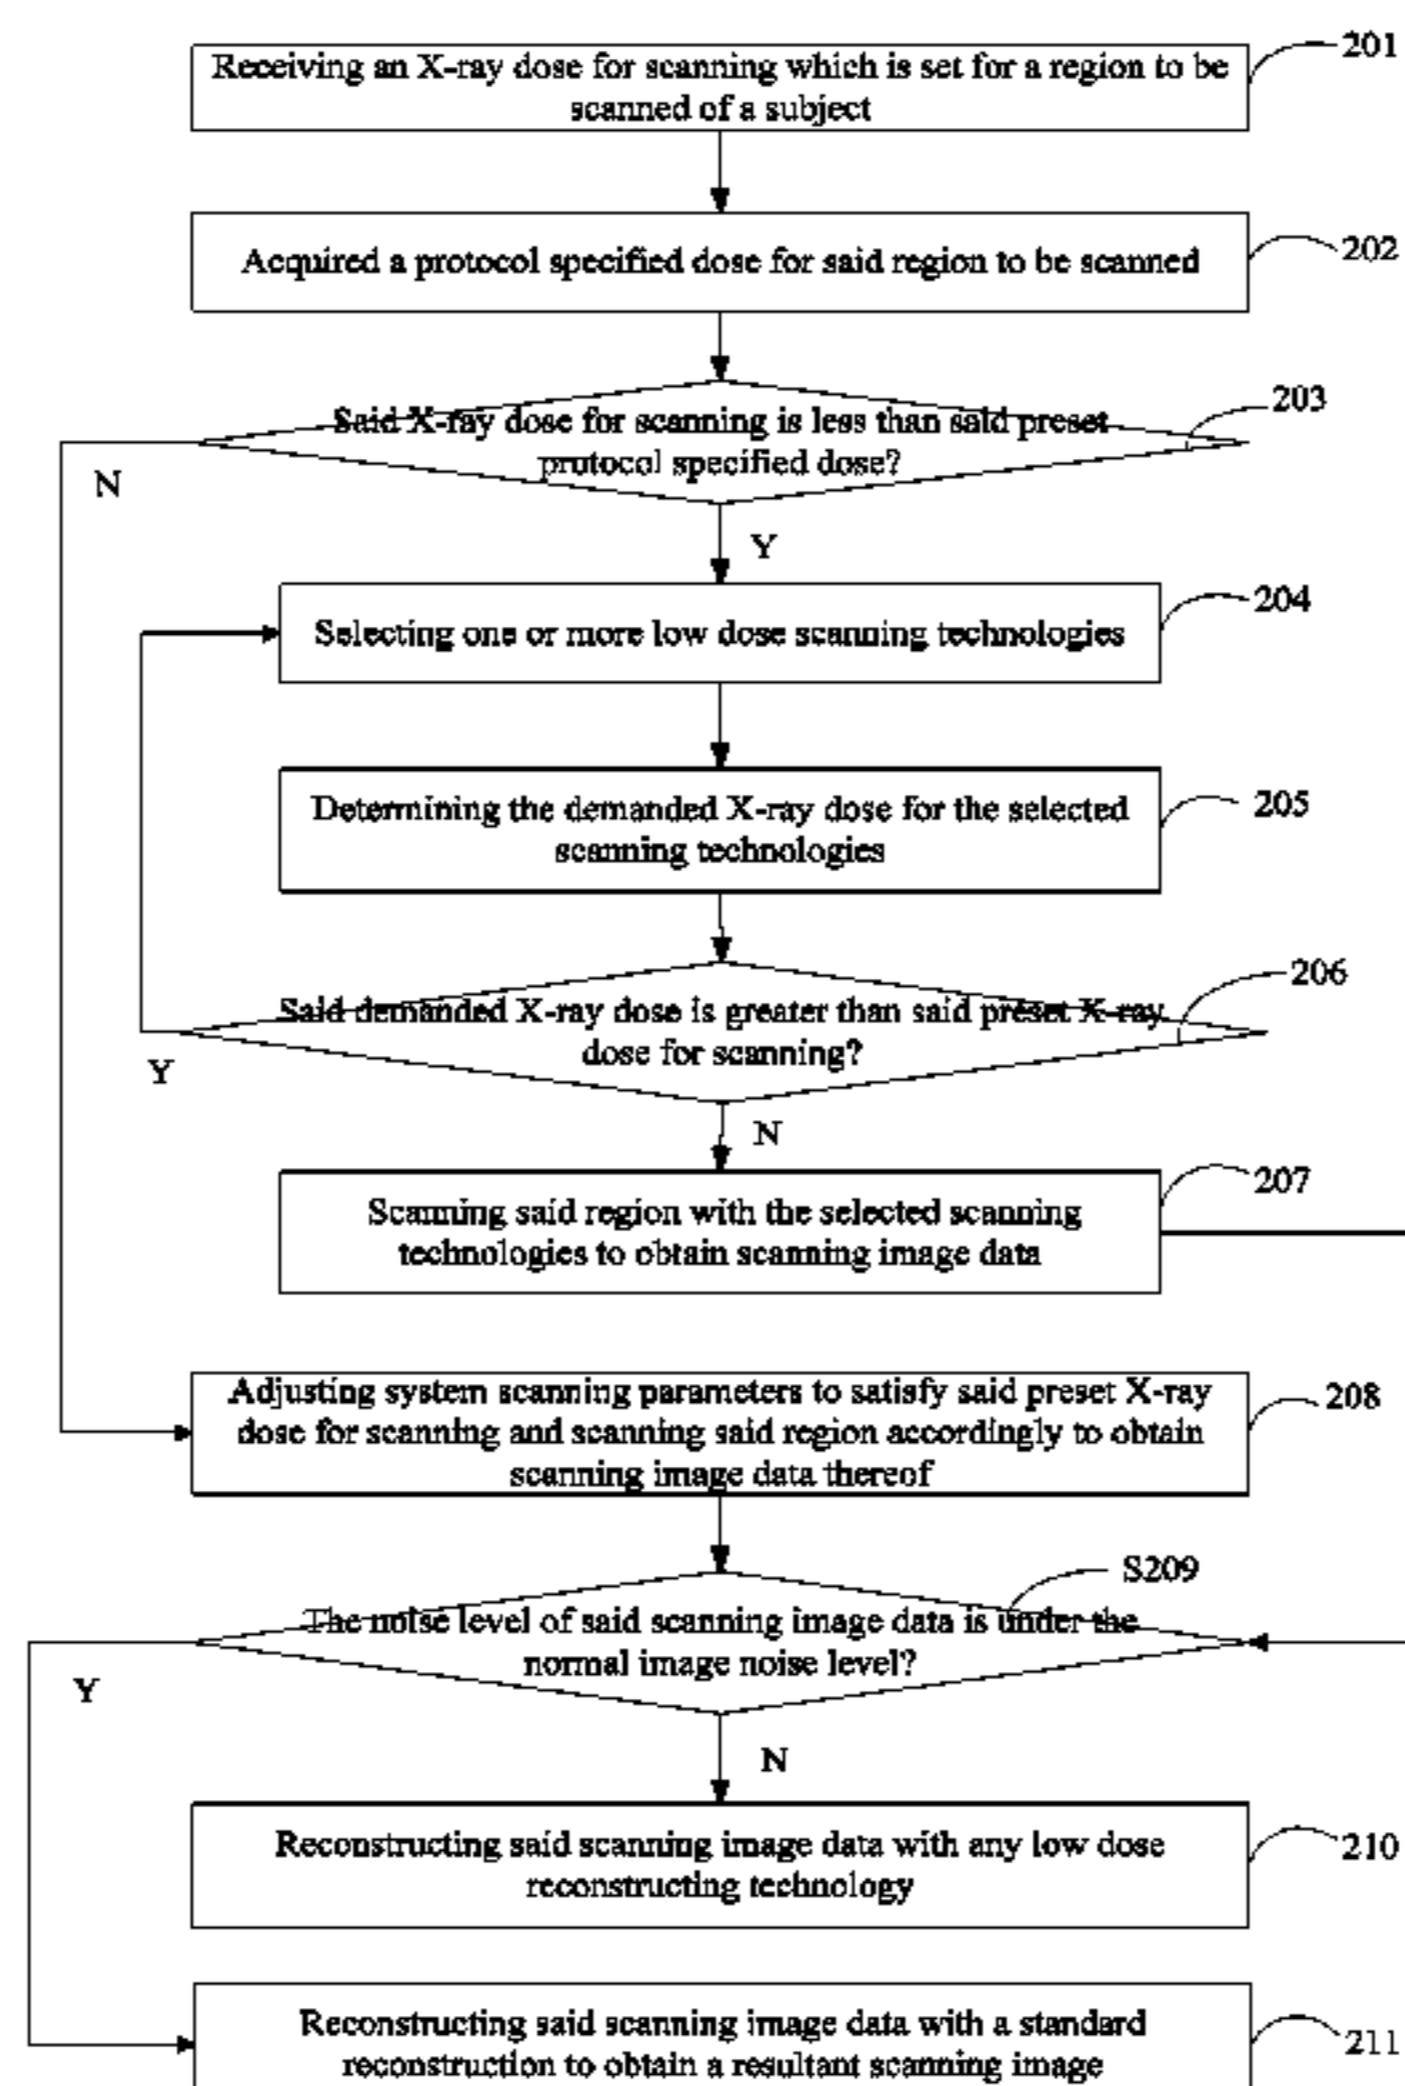 Receiving an X-ray dose for scanning which is set for a region to be
scanned of a subject
201
Acquired a protocol specified dose for said region to be scanned
202
Said X-ray dose for scanning is less than said preset
protocol specified dose?
203
N
Y
Selecting one or more low dose scanning technologies
204
Determining the demanded X-ray dose for the selected
scanning technologies
205
Said demanded X-ray dose is greater than said preset X-ray
dose for scanning?
206
Y
N
Scanning said region with the selected scanning
technologies to obtain scanning image data
207
Adjusting system scanning parameters to satisfy said preset X-ray
dose for scanning and scanning said region accordingly to obtain
scanning image data thereof
208
The noise level of said scanning image data is under the
normal image noise level?
S209
Y
N
Reconstructing said scanning image data with any low dose
reconstructing technology
210
Reconstructing said scanning image data with a standard
reconstruction to obtain a resultant scanning image
211